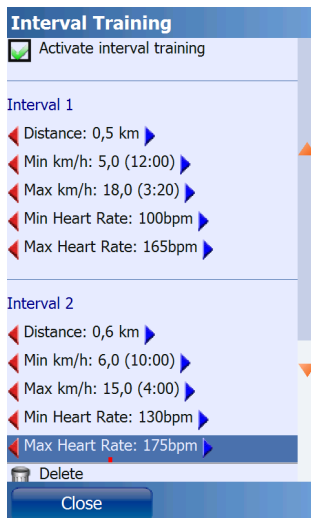 Interval Training
Activate interval training
Interval 1
Distance: 0,5 km
Min km/h: 5,0 (12:00)
Max km/h: 18,0 (3:20)
Min Heart Rate: 100bpm
Max Heart Rate: 165bpm
Interval 2
Distance: 0,6 km
Min km/h: 6,0 (10:00)
Max km/h: 15,0 (4:00)
Min Heart Rate: 130bpm
Max Heart Rate: 175bpm
Delete
Close